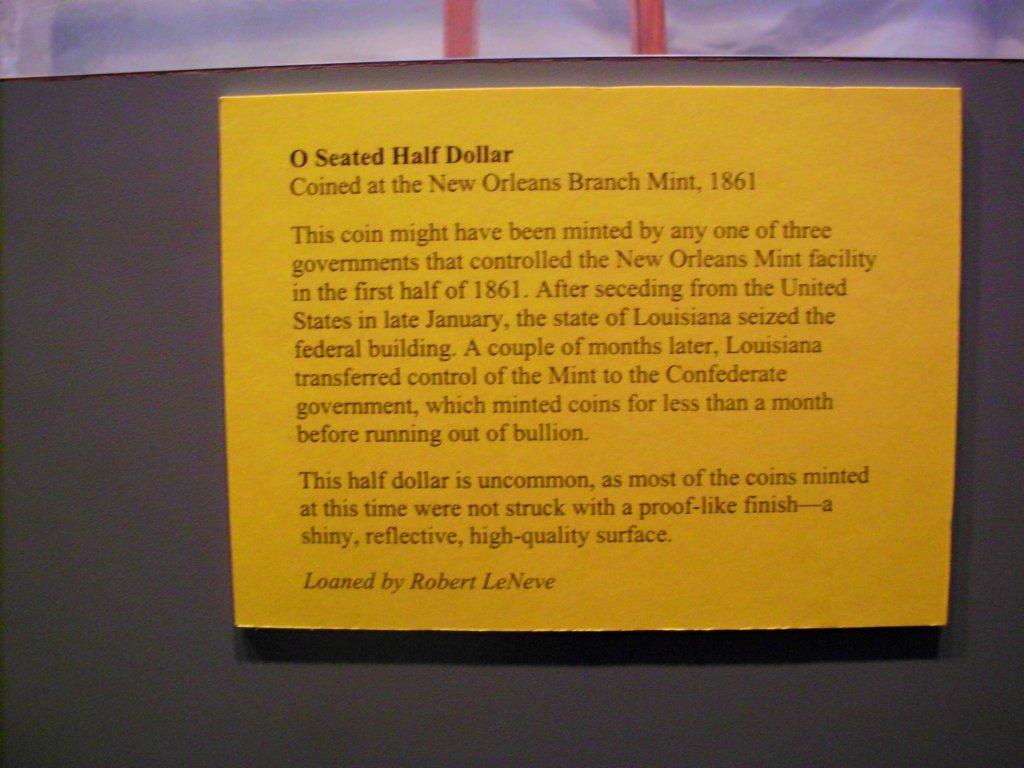 O Seated Half Dollar
Coined at the New Orleans Branch Mint, 1861
This coin might have been minted by any one of three
governments that controlled the New Orleans Mint facility
in the first half of 1861. After seceding from the United
States in late January, the state of Louisiana seized the
federal building. A couple of months later, Louisiana
transferred control of the Mint to the Confederate
government, which minted coins for less than a month
before running out of bullion.
This half dollar is uncommon, as most of the coins minted
at this time were not struck with a proof-like finish—a
shiny, reflective, high-quality surface.
Loaned by Robert LeNeve